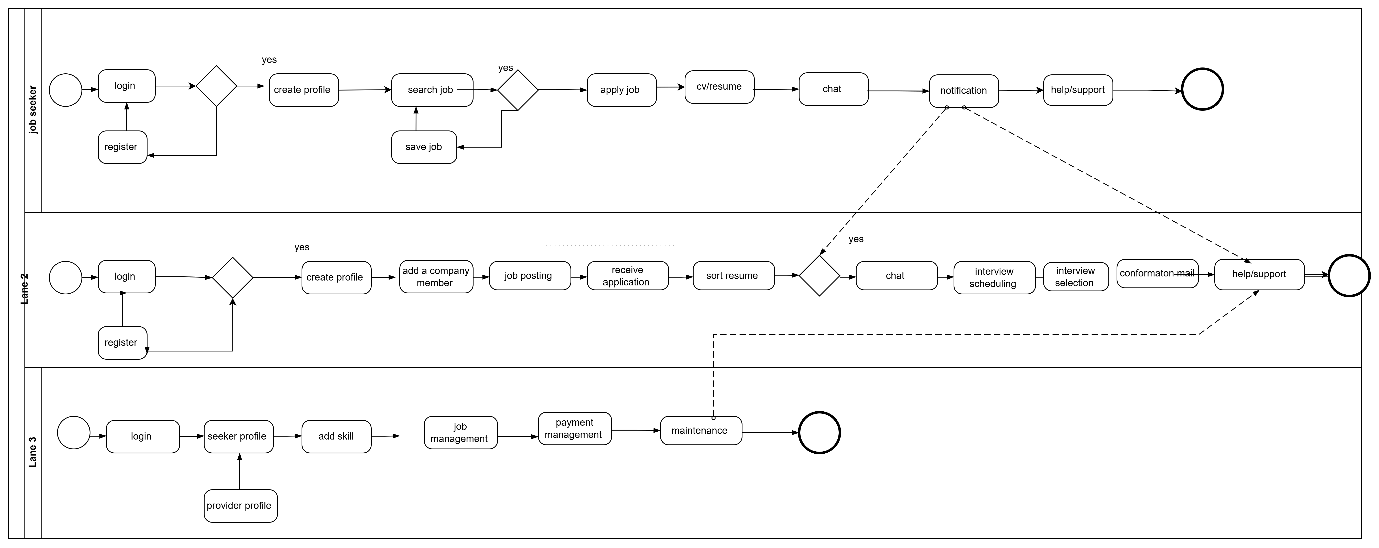 job seeker
yes
login
create profile
search job
yes
apply job
cv/resume
chat
notification
help/support
register
save job
Lane 2
yes
login
create profile
add a company
member
job posting
receive
application
sort resume
yes
chat
interview
scheduling
interview
selection
conformaton mail
help/support
register
Lane 3
login
seeker profile
add skill
job
management
payment
management
maintenance
provider profile